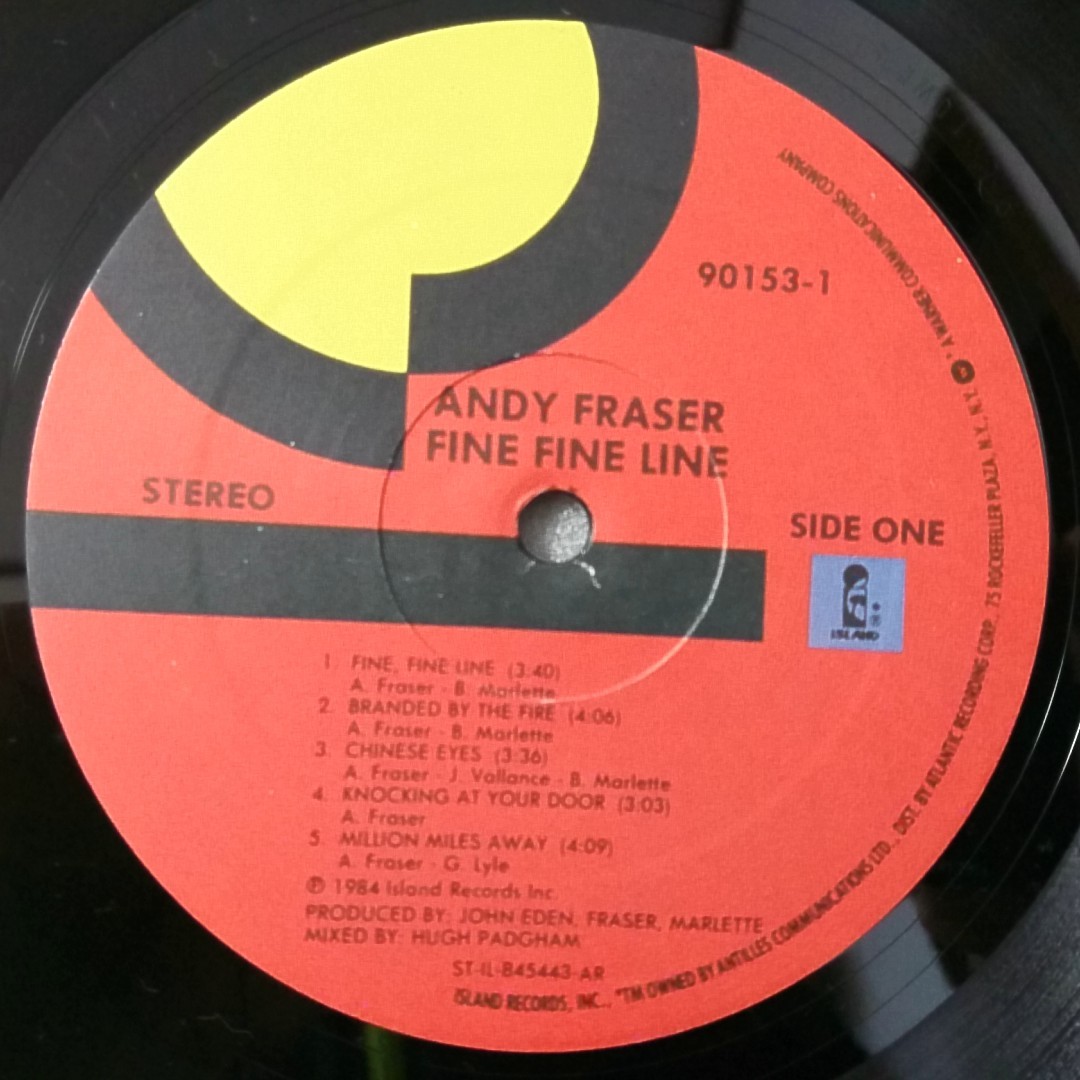 90153-1
ANDY FRASER
FINE FINE LINE
STEREO
SIDE ONE
ISLAND ®
1. FINE, FINE LINE (3:40)
A. Fraser - B. Marlette
2. BRANDED BY THE FIRE (4:06)
A. Fraser - B. Marlette
3. CHINESE EYES (3:36)
A. Fraser - J. Vallance - B. Marlette
4. KNOCKING AT YOUR DOOR (3:03)
A. Fraser
5. MILLION MILES AWAY (4:09)
A. Fraser - G. Lyle
℗ 1984 Island Records Inc.
PRODUCED BY: JOHN EDEN, FRASER, MARLETTE
MIXED BY: HUGH PADGHAM
ST-IL-845443-AR
ISLAND RECORDS, INC., *TM OWNED BY ANTILLES COMMUNICATIONS LTD., DIST. BY ATLANTIC RECORDING CORP., 75 ROCKEFELLER PLAZA, N.Y., N.Y. A WARNER COMMUNICATIONS COMPANY